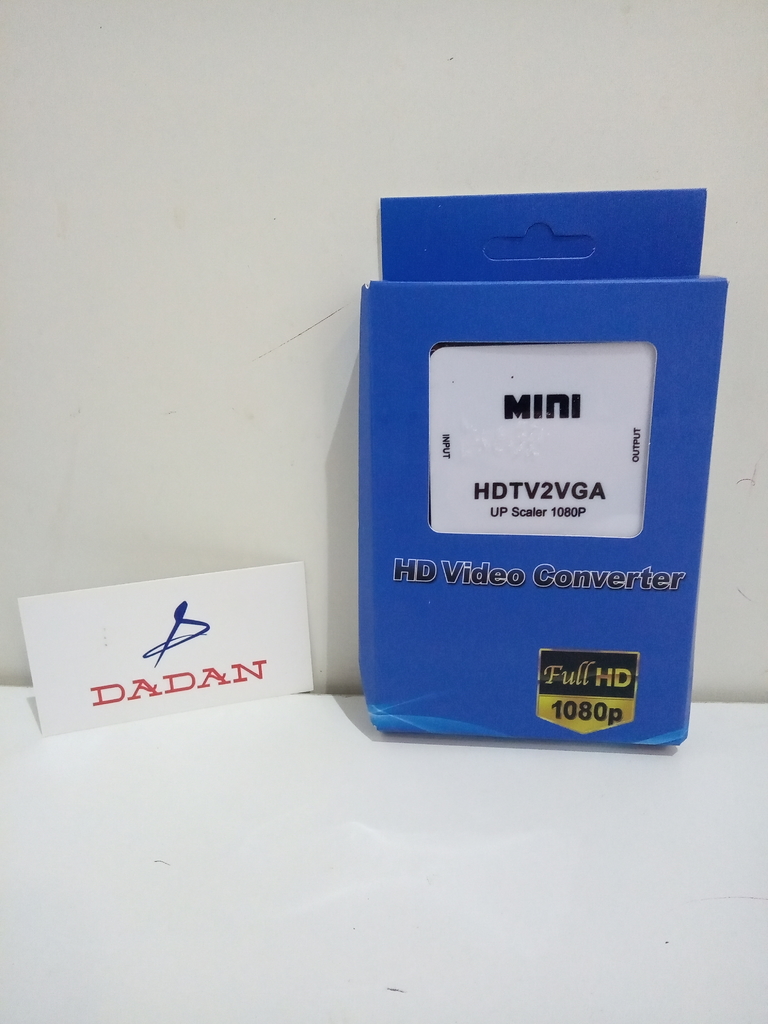 MINI
INPUT
OUTPUT
HDTV2VGA
UP Scaler 1080P
HD Video Converter
Full HD
1080p
DADAN